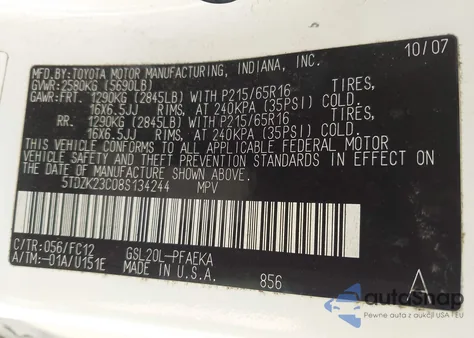 MFD.BY:TOYOTA MOTOR MANUFACTURING, INDIANA, INC. 10/07
GVWR:2580KG (5690LB)
GAWR:FRT. 1290KG (2845LB) WITH P215/65R16 TIRES,
16X6.5JJ RIMS, AT 240KPA (35PSI) COLD.
RR. 1290KG (2845LB) WITH P215/65R16 TIRES,
16X6.5JJ RIMS, AT 240KPA (35PSI) COLD.
THIS VEHICLE CONFORMS TO ALL APPLICABLE FEDERAL MOTOR
VEHICLE SAFETY AND THEFT PREVENTION STANDARDS IN EFFECT ON
THE DATE OF MANUFACTURE SHOWN ABOVE.
5TDZK23C08S134244 MPV
C/TR:056/FC12 GSL20L-PFAEKA
A/TM:-01A/U151E MADE IN U.S.A. 856 A
autoSnap
Pewne auta z aukcji USA i EU